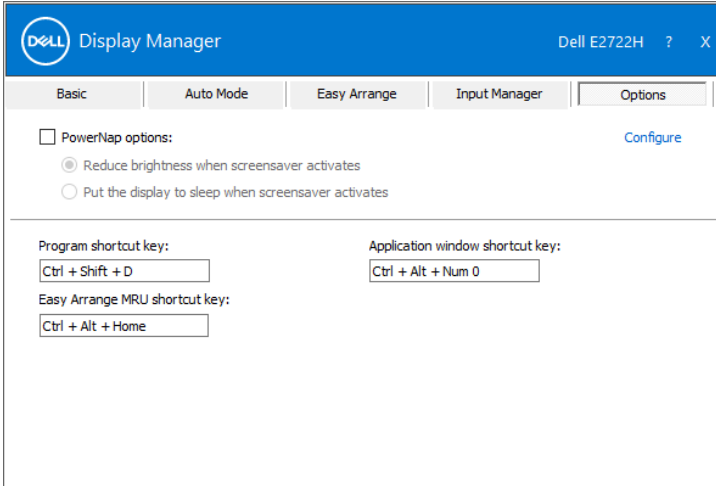 DELL Display Manager Dell E2722H ? X
Basic Auto Mode Easy Arrange Input Manager Options
PowerNap options: Configure
Reduce brightness when screensaver activates
Put the display to sleep when screensaver activates
Program shortcut key: Application window shortcut key:
Ctrl + Shift + D Ctrl + Alt + Num 0
Easy Arrange MRU shortcut key:
Ctrl + Alt + Home